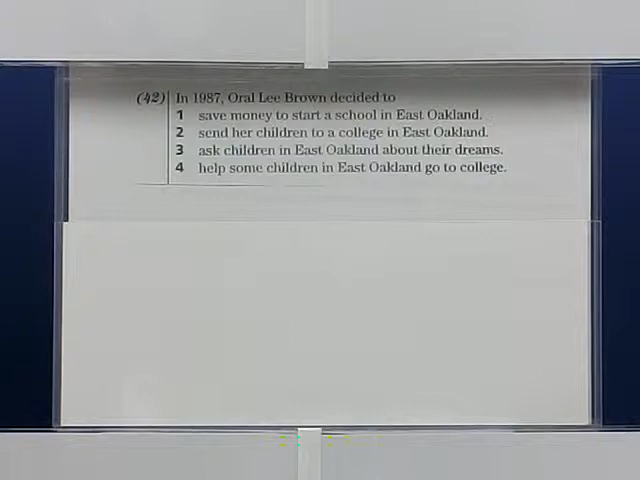 (42) In 1987, Oral Lee Brown decided to
1 save money to start a school in East Oakland.
2 send her children to a college in East Oakland.
3 ask children in East Oakland about their dreams.
4 help some children in East Oakland go to college.